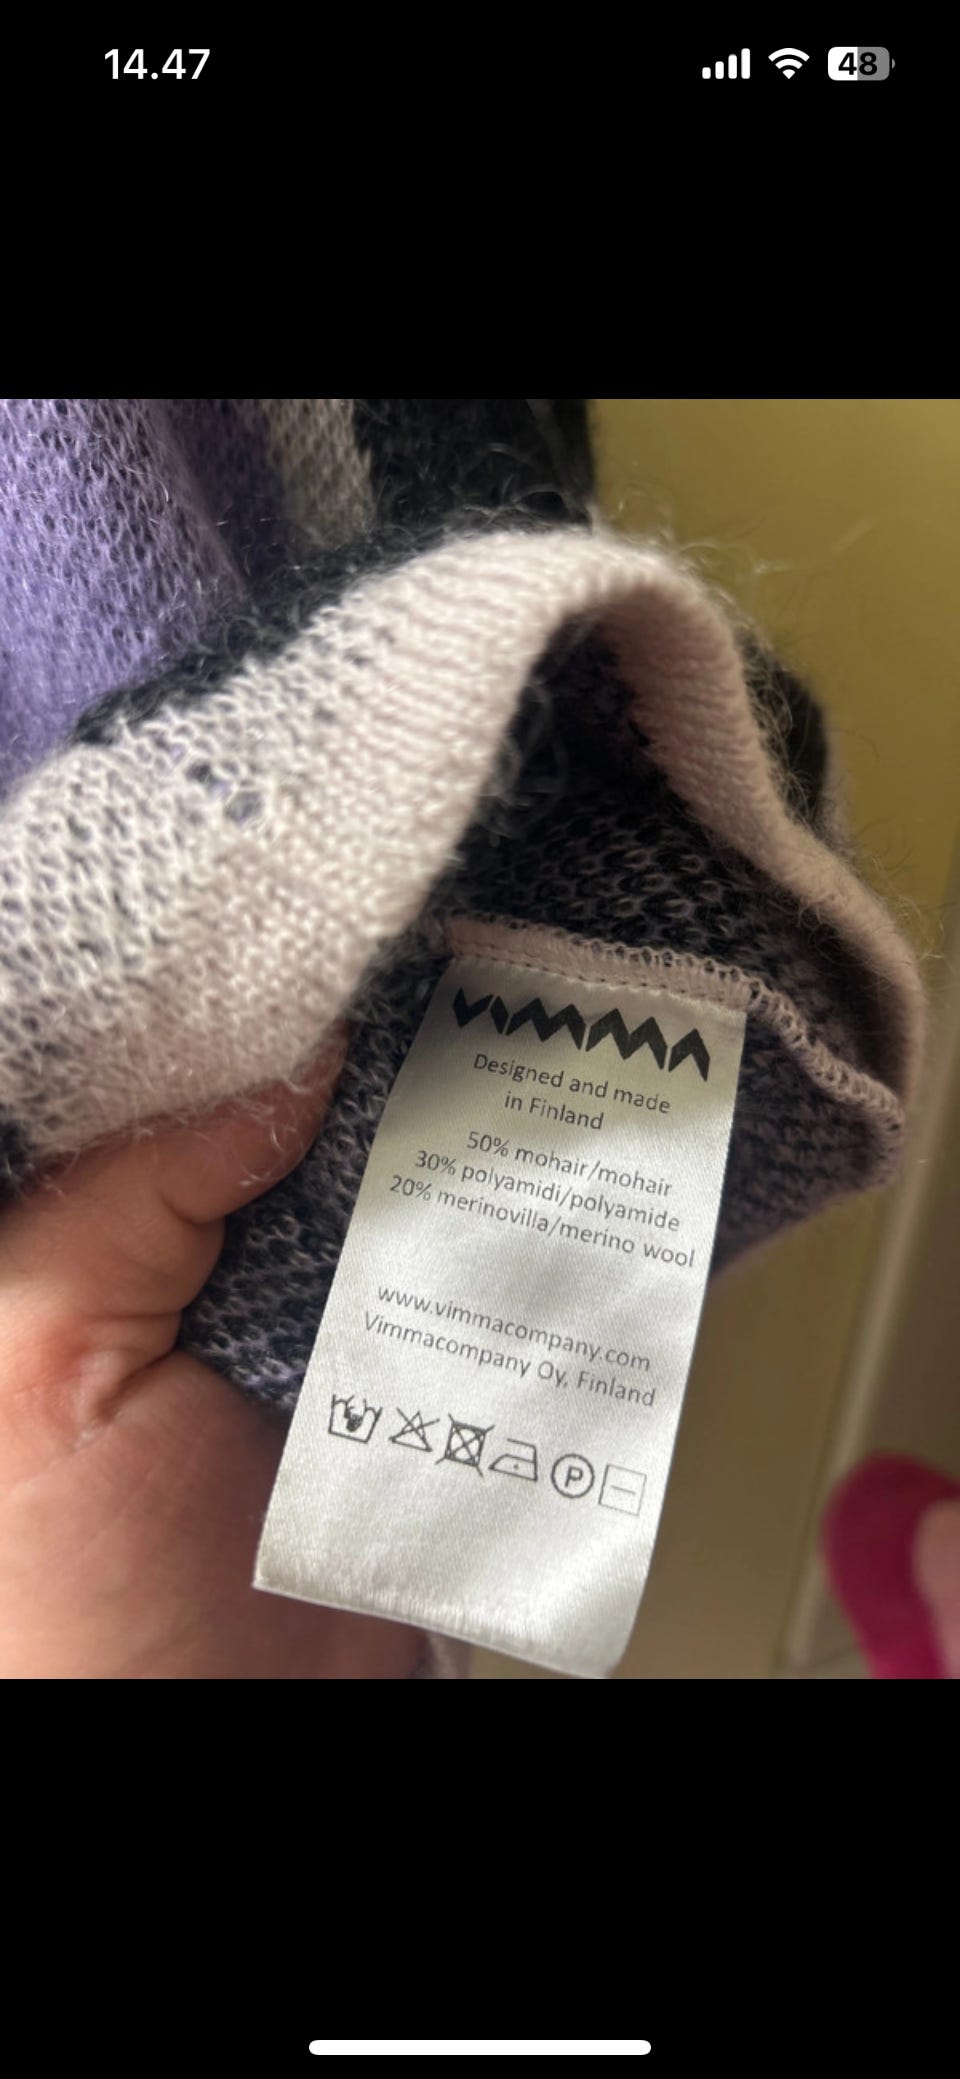 14.47
48
VIMMA
Designed and made
in Finland
50% mohair/mohair
30% polyamidi/polyamide
20% merinovilla/merino wool
www.vimmacompany.com
Vimmacompany Oy, Finland
P